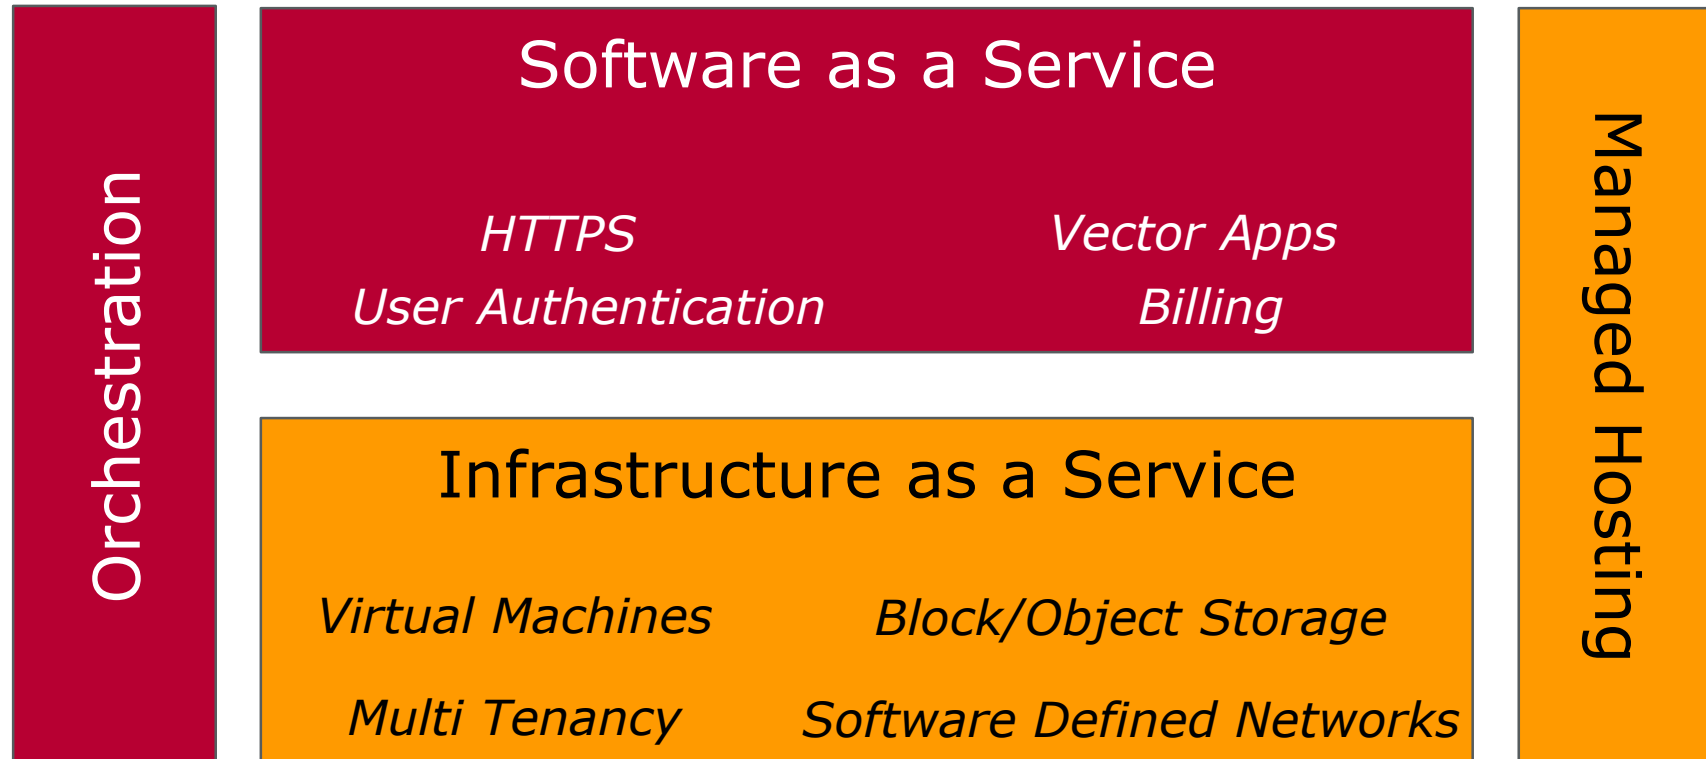 Orchestration
Software as a Service
HTTPS
Vector Apps
User Authentication
Billing
Infrastructure as a Service
Virtual Machines
Block/Object Storage
Multi Tenancy
Software Defined Networks
Managed Hosting